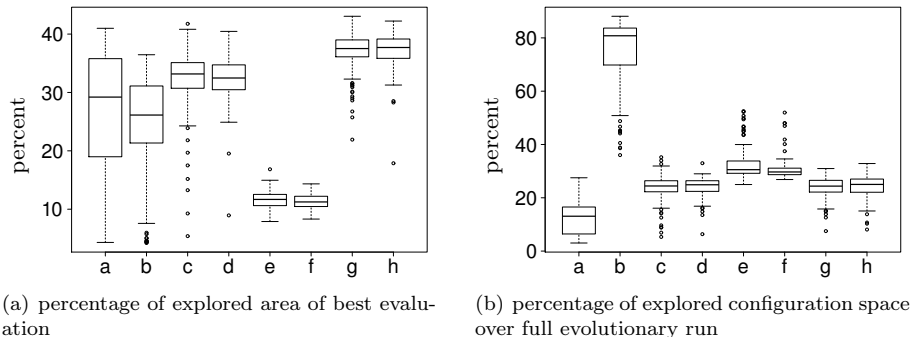 percent
40
30
20
10
a b c d e f g h
(a) percentage of explored area of best evalu-
ation
percent
80
60
40
20
0
a b c d e f g h
(b) percentage of explored configuration space
over full evolutionary run